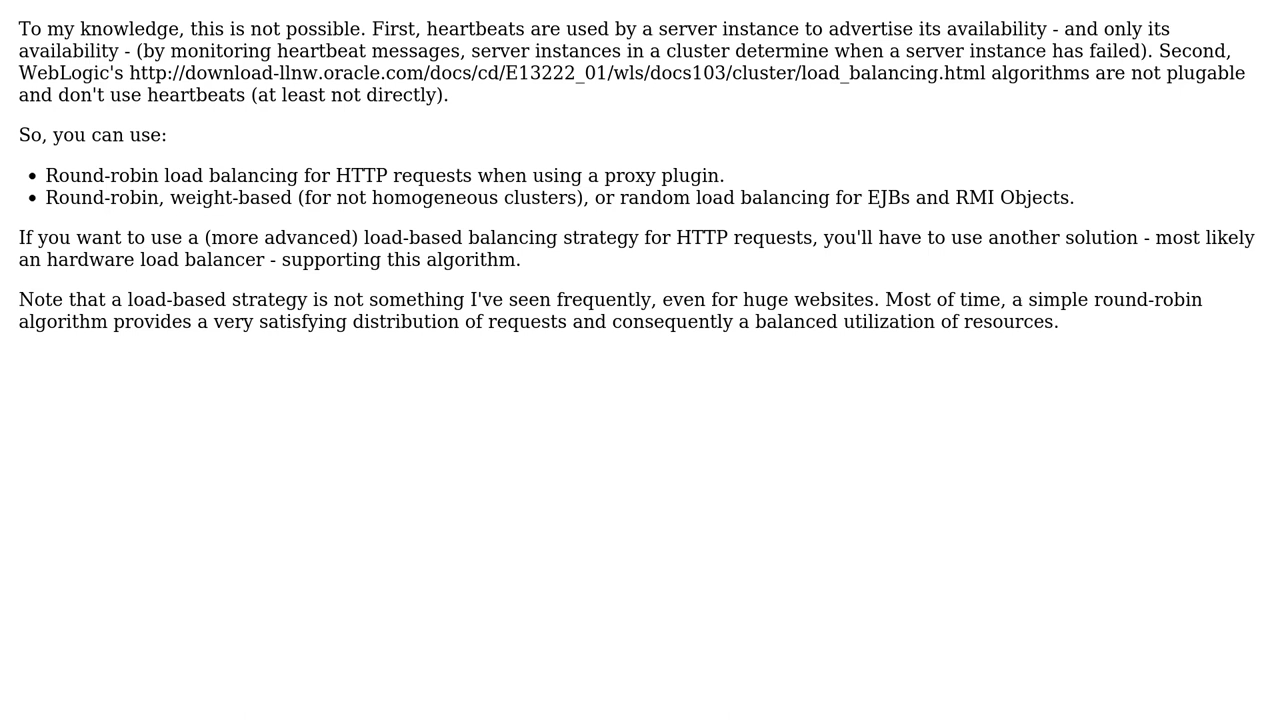 To my knowledge, this is not possible. First, heartbeats are used by a server instance to advertise its availability - and only its
availability - (by monitoring heartbeat messages, server instances in a cluster determine when a server instance has failed). Second,
WebLogic's http://download-llnw.oracle.com/docs/cd/E13222_01/wls/docs103/cluster/load_balancing.html algorithms are not plugable
and don't use heartbeats (at least not directly).
So, you can use:
• Round-robin load balancing for HTTP requests when using a proxy plugin.
• Round-robin, weight-based (for not homogeneous clusters), or random load balancing for EJBs and RMI Objects.
If you want to use a (more advanced) load-based balancing strategy for HTTP requests, you'll have to use another solution - most likely
an hardware load balancer - supporting this algorithm.
Note that a load-based strategy is not something I've seen frequently, even for huge websites. Most of time, a simple round-robin
algorithm provides a very satisfying distribution of requests and consequently a balanced utilization of resources.